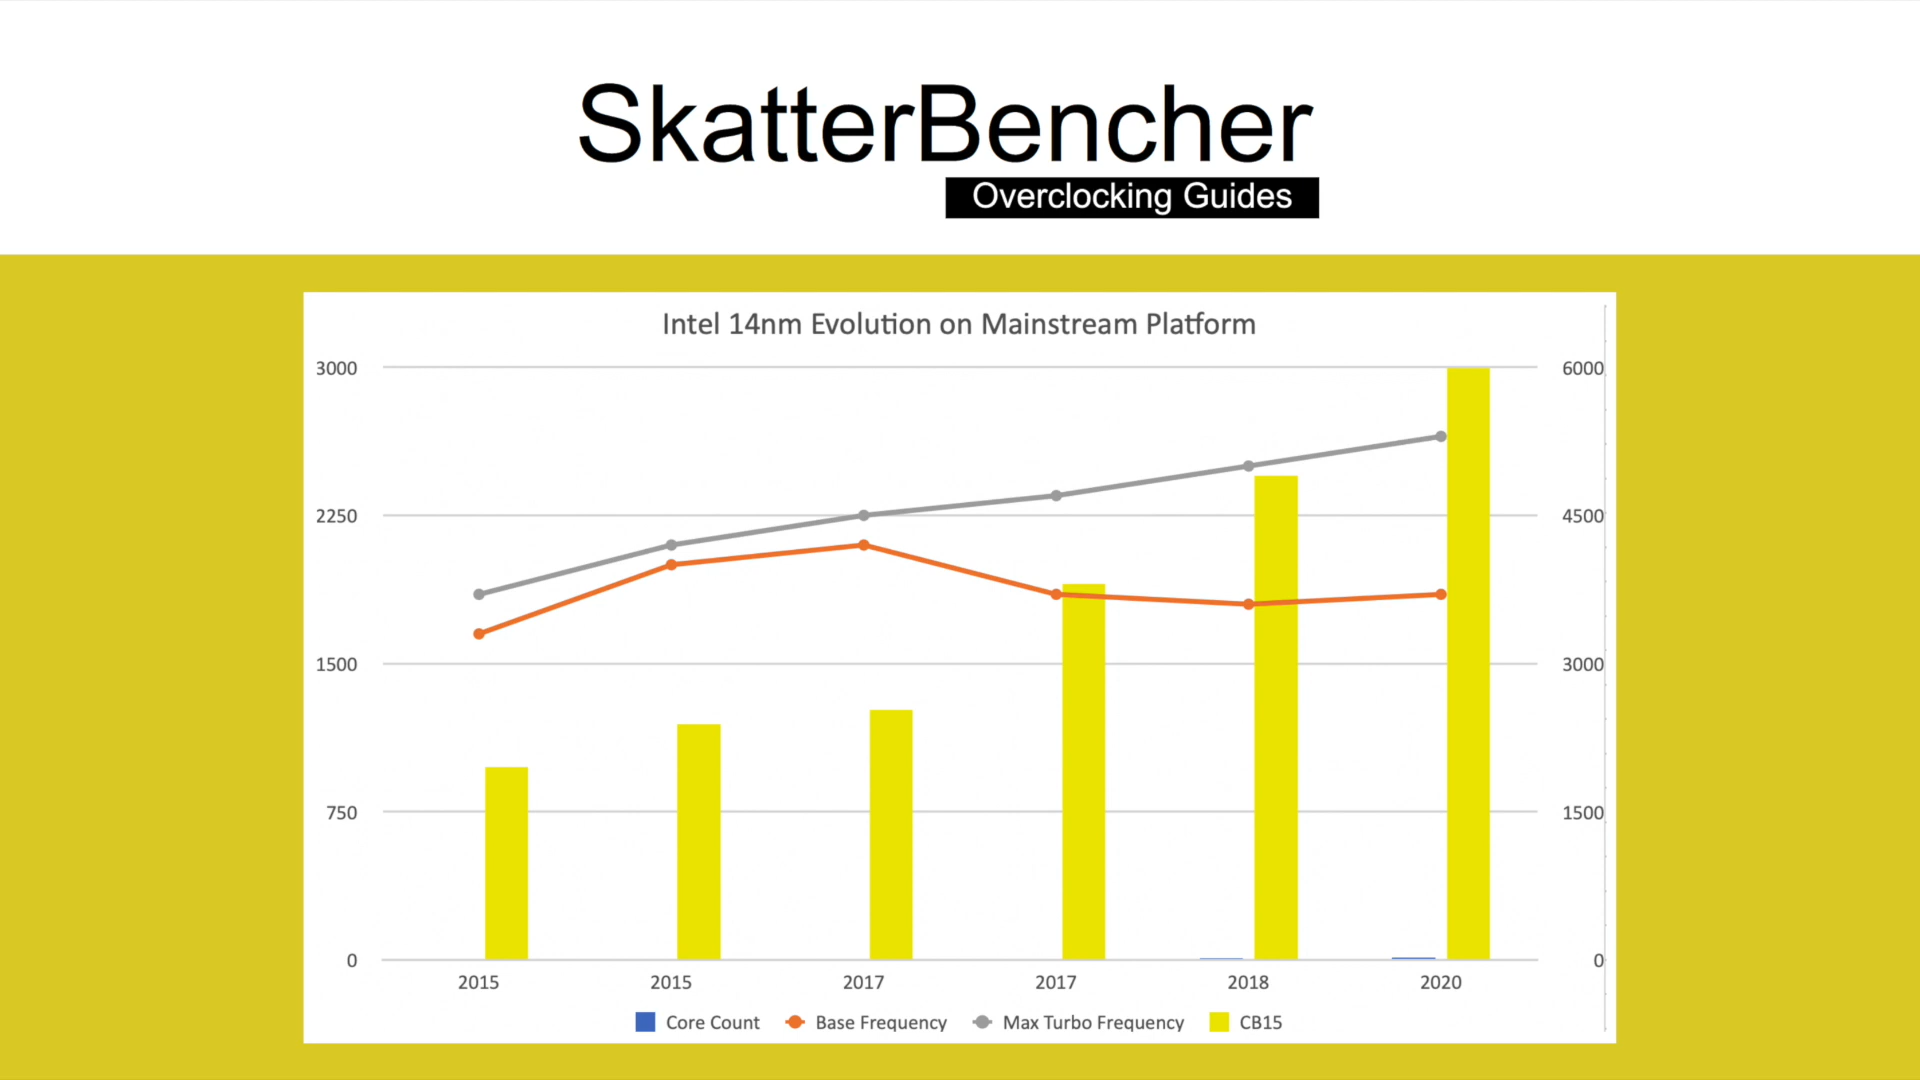 SkatterBencher
Overclocking Guides
Intel 14nm Evolution on Mainstream Platform
3000 6000
2250 4500
1500 3000
750 1500
0 0
2015 2015 2017 2017 2018 2020
Core Count Base Frequency Max Turbo Frequency CB15